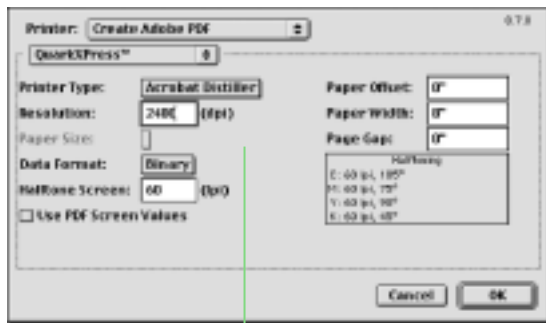 Printer: Create Adobe PDF 8.7.0
QuarkXPress™
Printer Type: Acrobat Distiller
Resolution: 2400 (dpi)
Paper Size:
Data Format: Binary
Halftone Screen: 60 (lpi)
Use PDF Screen Values
Paper Offset: 0"
Paper Width: 0"
Page Gap: 0"
Halftoning
C: 60 lpi, 105°
M: 60 lpi, 75°
Y: 60 lpi, 90°
K: 60 lpi, 45°
Cancel OK